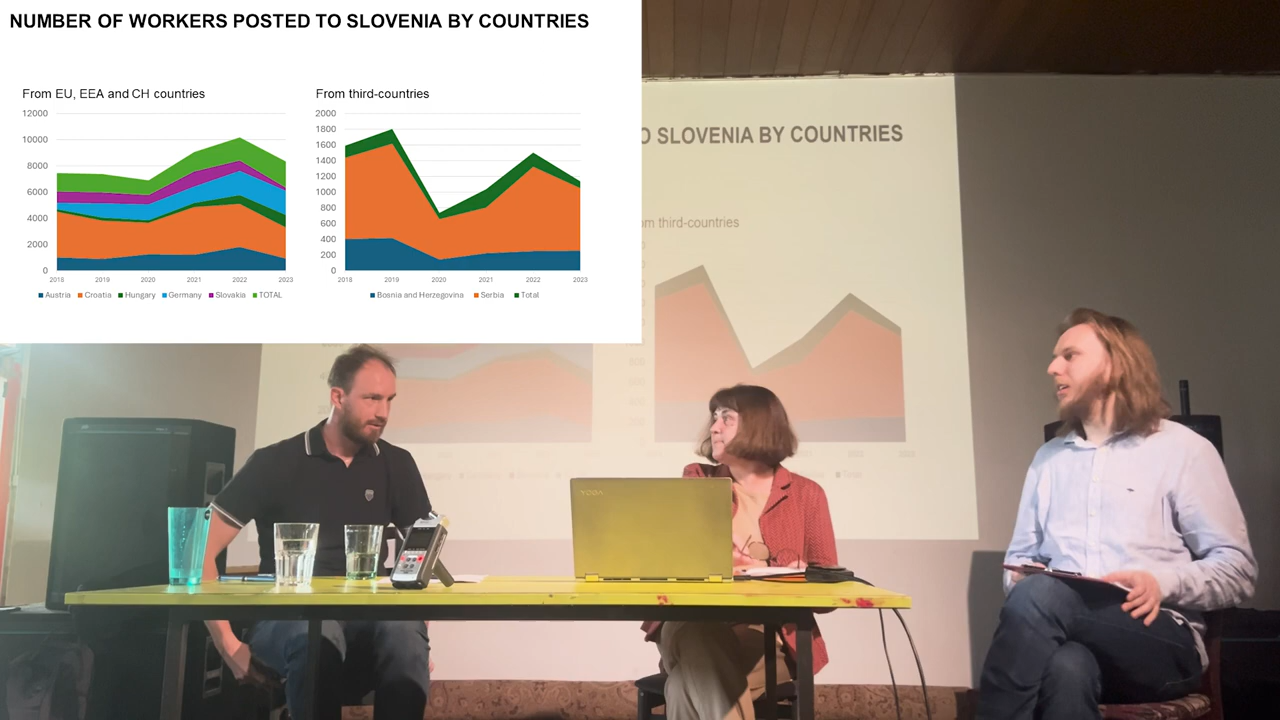 NUMBER OF WORKERS POSTED TO SLOVENIA BY COUNTRIES
From EU, EEA and CH countries
12000
10000
8000
6000
4000
2000
0
2018 2019 2020 2021 2022 2023
Austria Croatia Hungary Germany Slovakia TOTAL
From third-countries
2000
1800
1600
1400
1200
1000
800
600
400
200
0
2018 2019 2020 2021 2022 2023
Bosnia and Herzegovina Serbia Total
O SLOVENIA BY COUNTRIES
om third-countries
YOGA